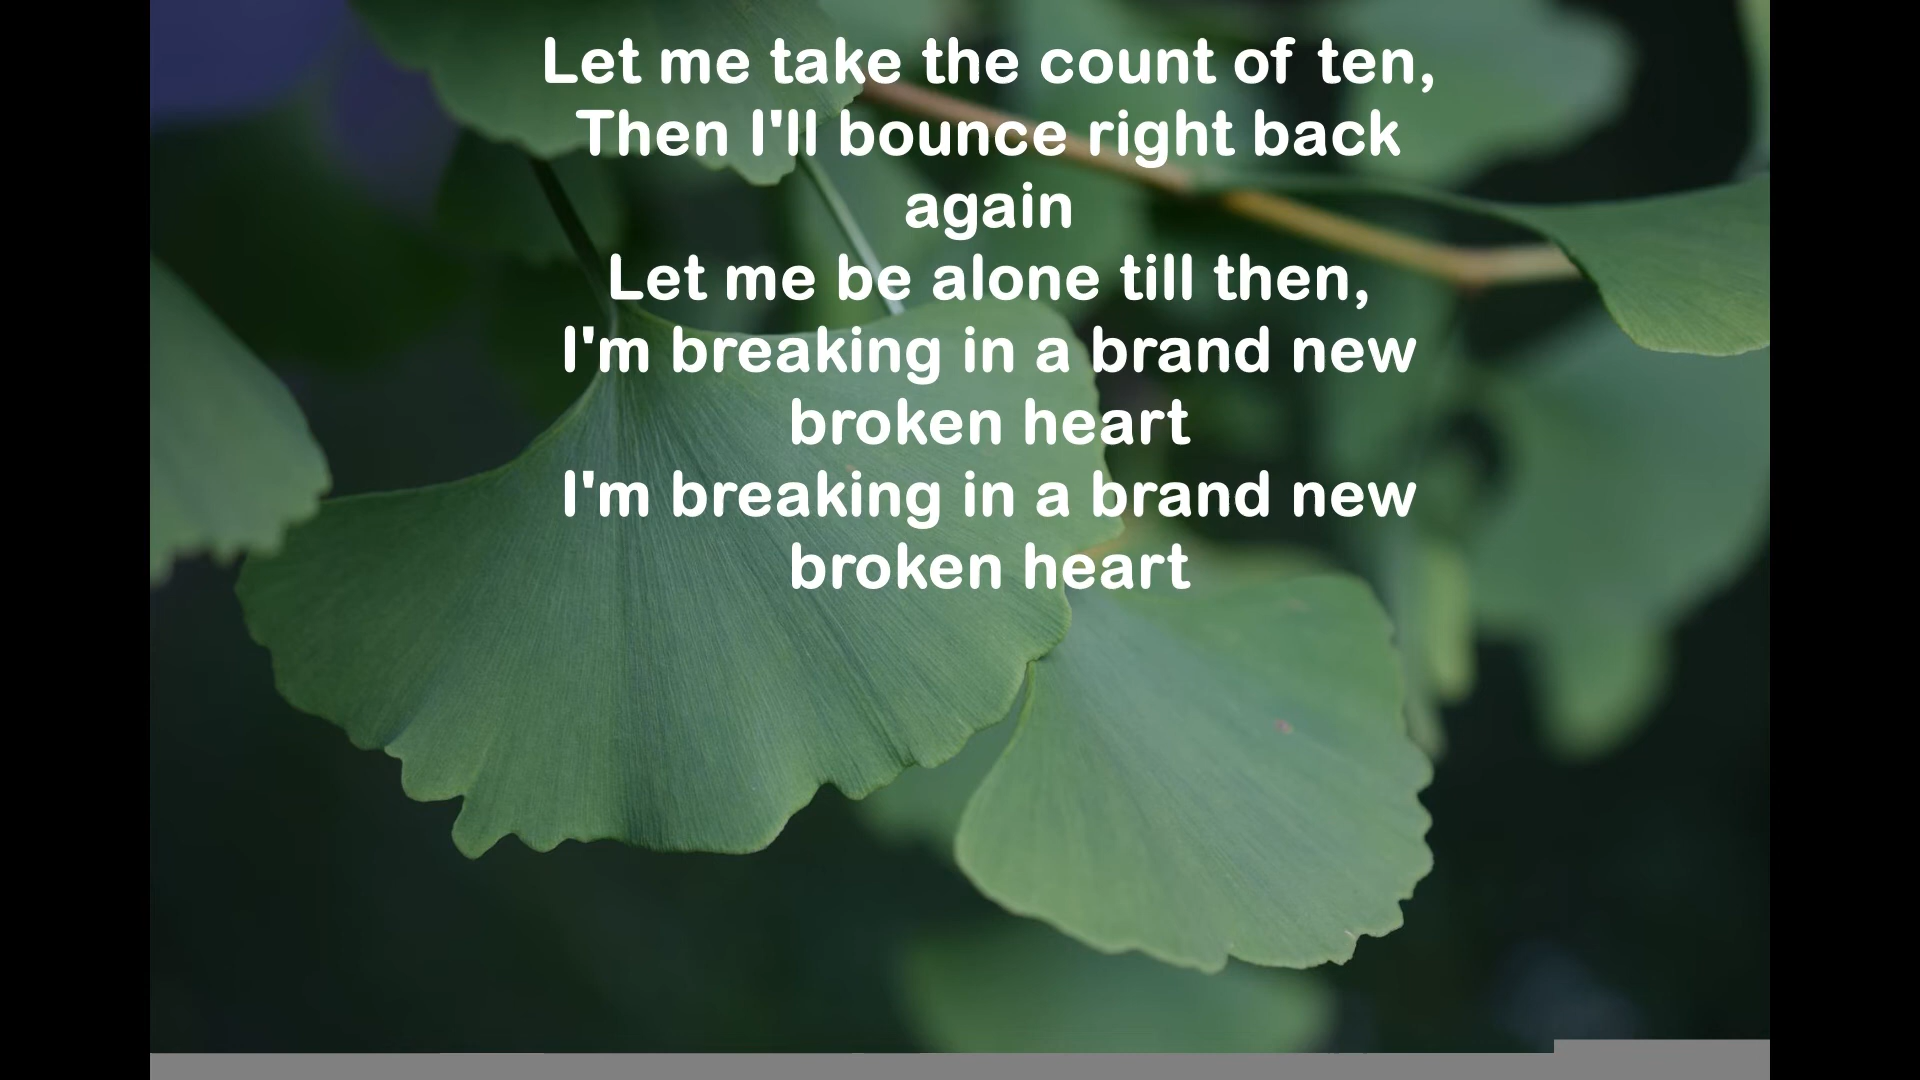 Let me take the count of ten,
Then I'll bounce right back
again
Let me be alone till then,
I'm breaking in a brand new
broken heart
I'm breaking in a brand new
broken heart